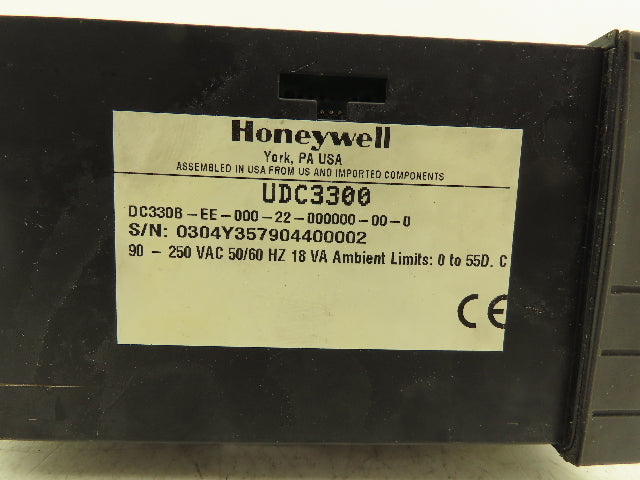 Honeywell
York, PA USA
ASSEMBLED IN USA FROM US AND IMPORTED COMPONENTS
UDC3300
DC330B-EE-000-22-000000-00-0
S/N: 0304Y357904400002
90 - 250 VAC 50/60 HZ 18 VA Ambient Limits: 0 to 55D. C
CE